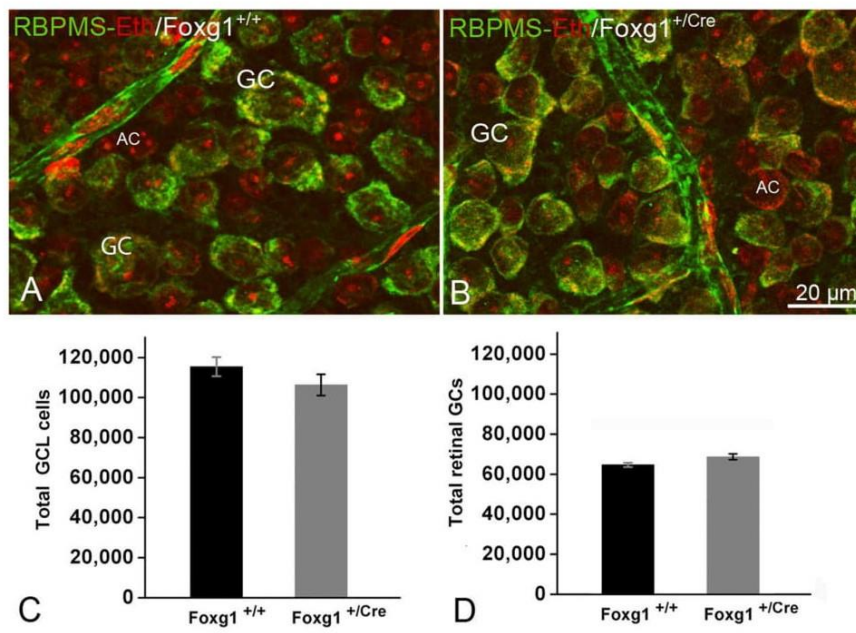 RBPMS-Eth/Foxg1+/+
GC
AC
GC
A
RBPMS-Eth/Foxg1+/Cre
GC
AC
B
20 µm
120,000
100,000
80,000
60,000
40,000
20,000
0
Total GCL cells
Foxg1 +/+
Foxg1 +/Cre
C
120,000
100,000
80,000
60,000
40,000
20,000
0
Total retinal GCs
Foxg1 +/+
Foxg1 +/Cre
D